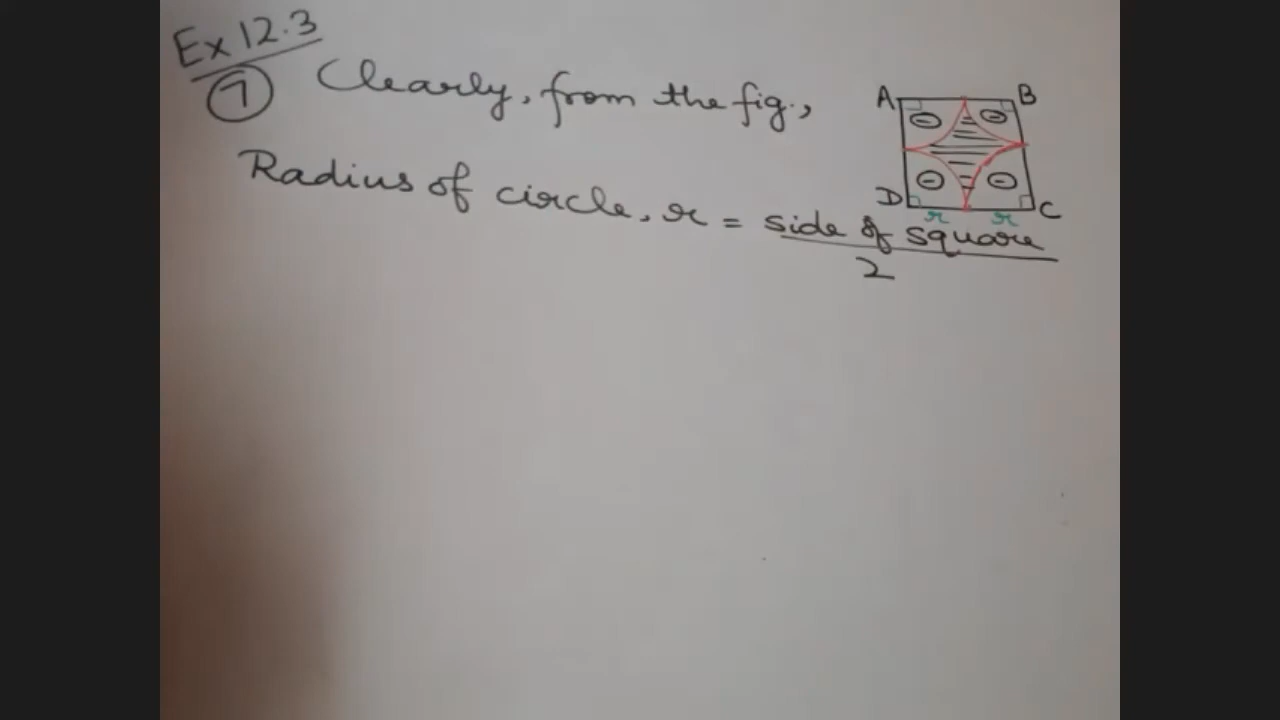 Ex 12.3
7 Clearly, from the fig.,
Radius of circle, r = side of square
2
A B
D C
r r